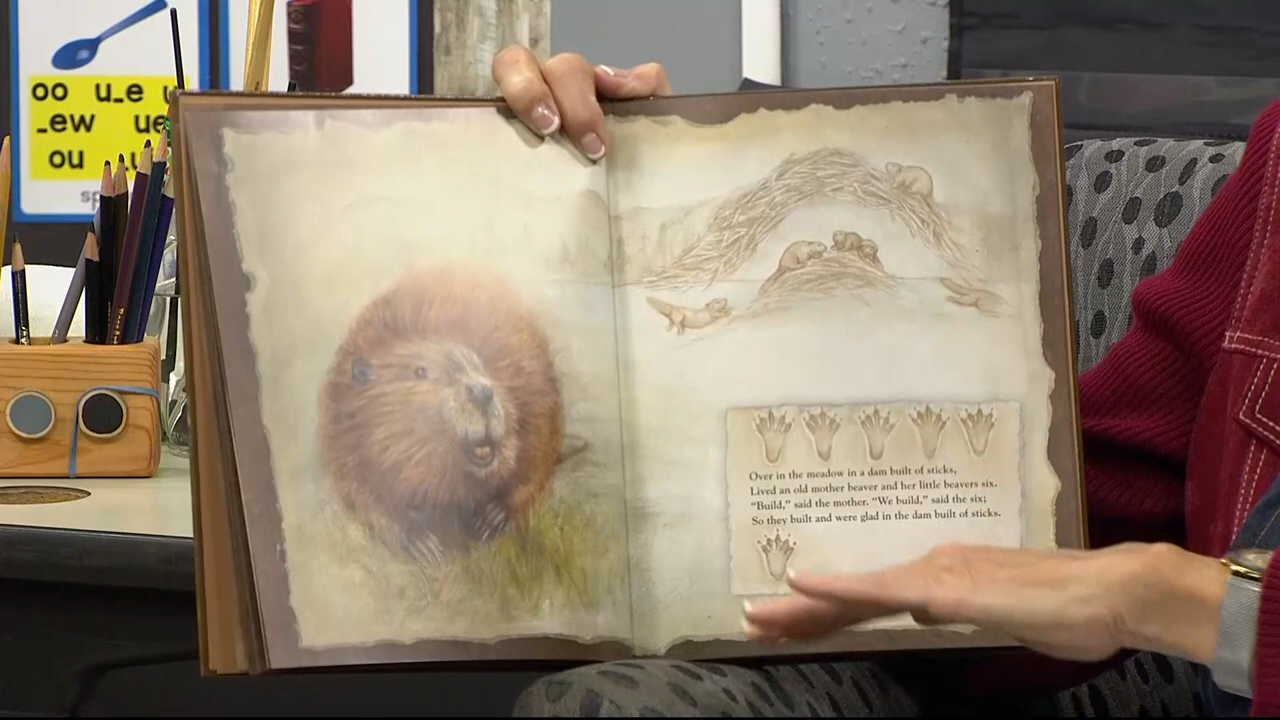 oo u_e u
_ew ue
ou u
sp
Over in the meadow in a dam built of sticks,
Lived an old mother beaver and her little beavers six.
“Build,” said the mother. “We build,” said the six;
So they built and were glad in the dam built of sticks.